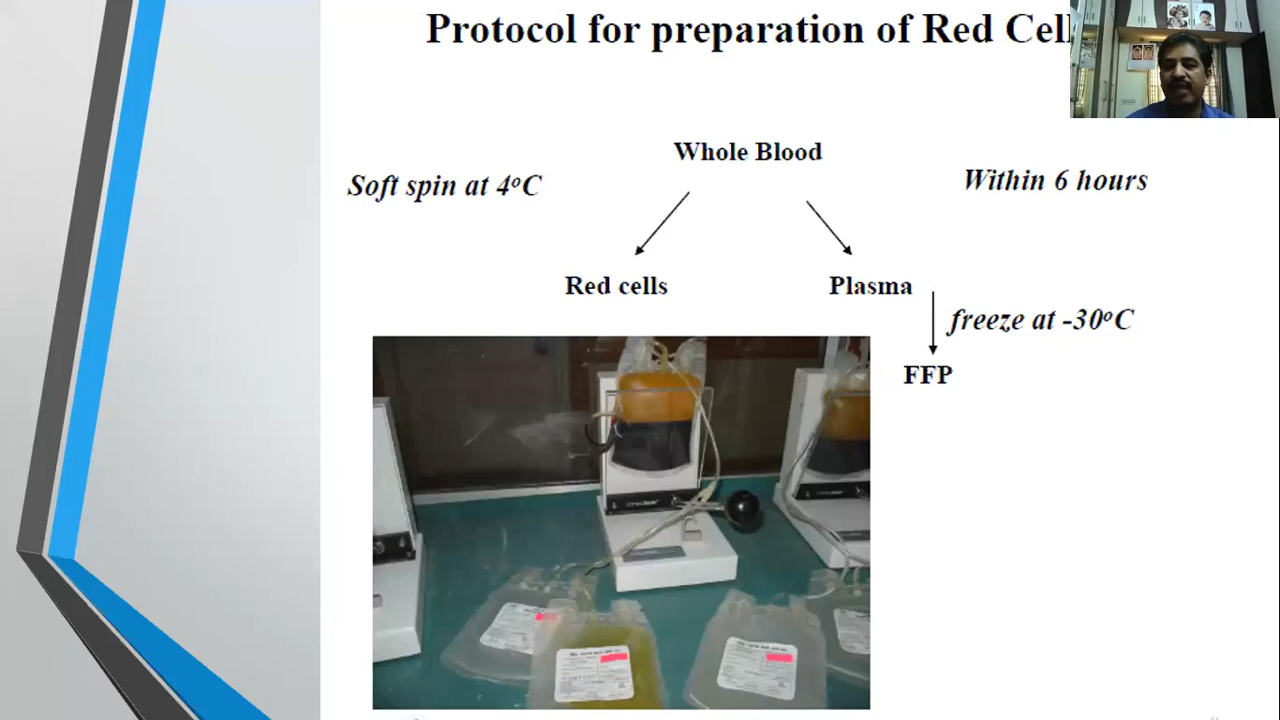 Protocol for preparation of Red Cell
Whole Blood
Soft spin at 4°C
Within 6 hours
Red cells
Plasma
freeze at -30°C
FFP